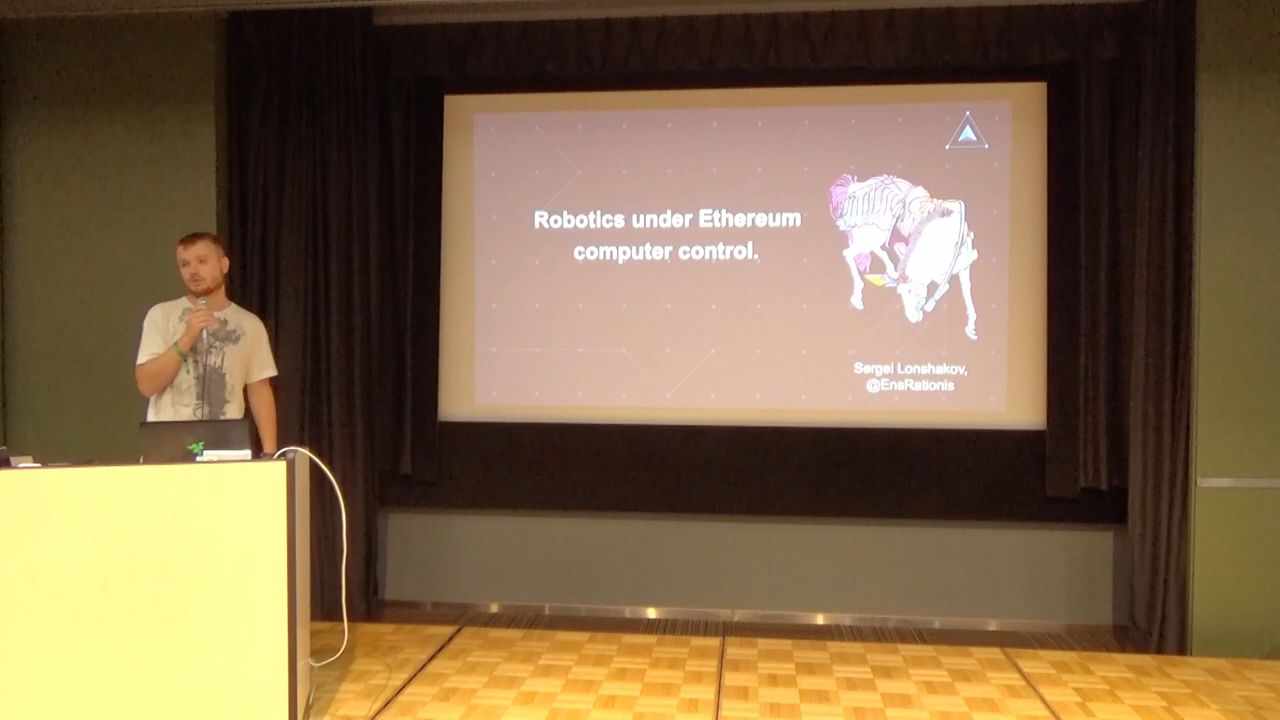 Robotics under Ethereum
computer control.
Sergei Lonshakov,
@EnsRationis